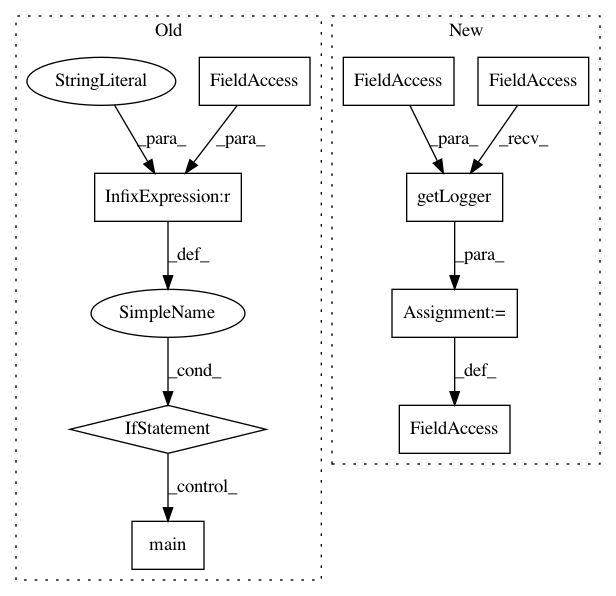 Old
New
StringLiteral
FieldAccess
FieldAccess
FieldAccess
_para_
_para_
_para_
_recv_
InfixExpression:r
getLogger
_def_
_para_
SimpleName
Assignment:=
_cond_
_def_
IfStatement
FieldAccess
_control_
main